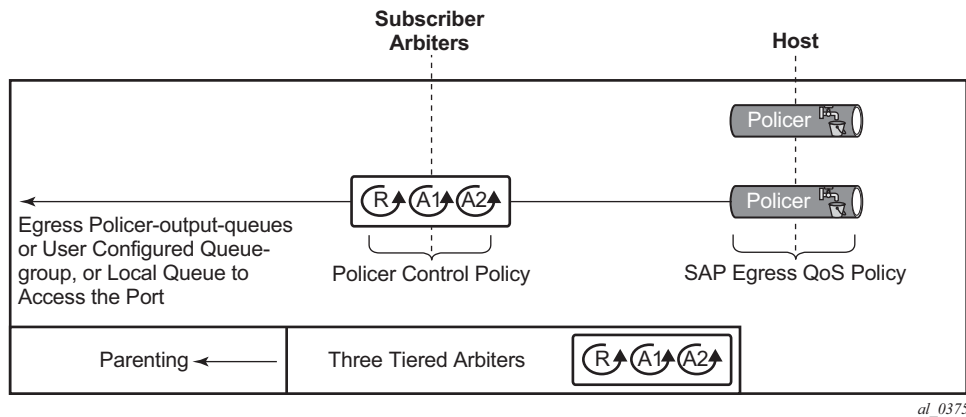 Subscriber
Arbiters
Host
Policer
R A1 A2
Policer
Egress Policer-output-queues
or User Configured Queue-
group, or Local Queue to
Access the Port
Policer Control Policy
SAP Egress QoS Policy
Parenting
Three Tiered Arbiters
R A1 A2
al_0375